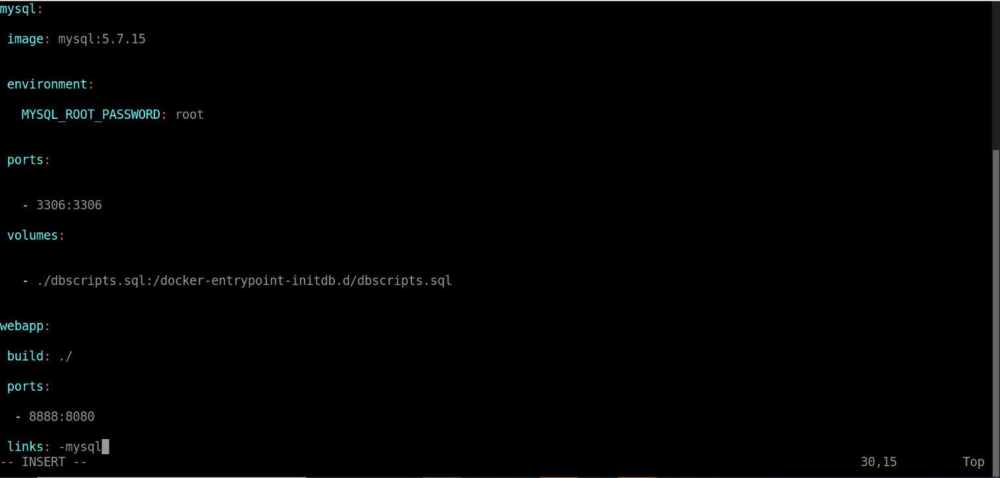 mysql:
 image: mysql:5.7.15
 environment:
   MYSQL_ROOT_PASSWORD: root
 ports:
   - 3306:3306
 volumes:
   - ./dbscripts.sql:/docker-entrypoint-initdb.d/dbscripts.sql
webapp:
 build: ./
 ports:
  - 8888:8080
 links: -mysql
-- INSERT -- 30,15 Top